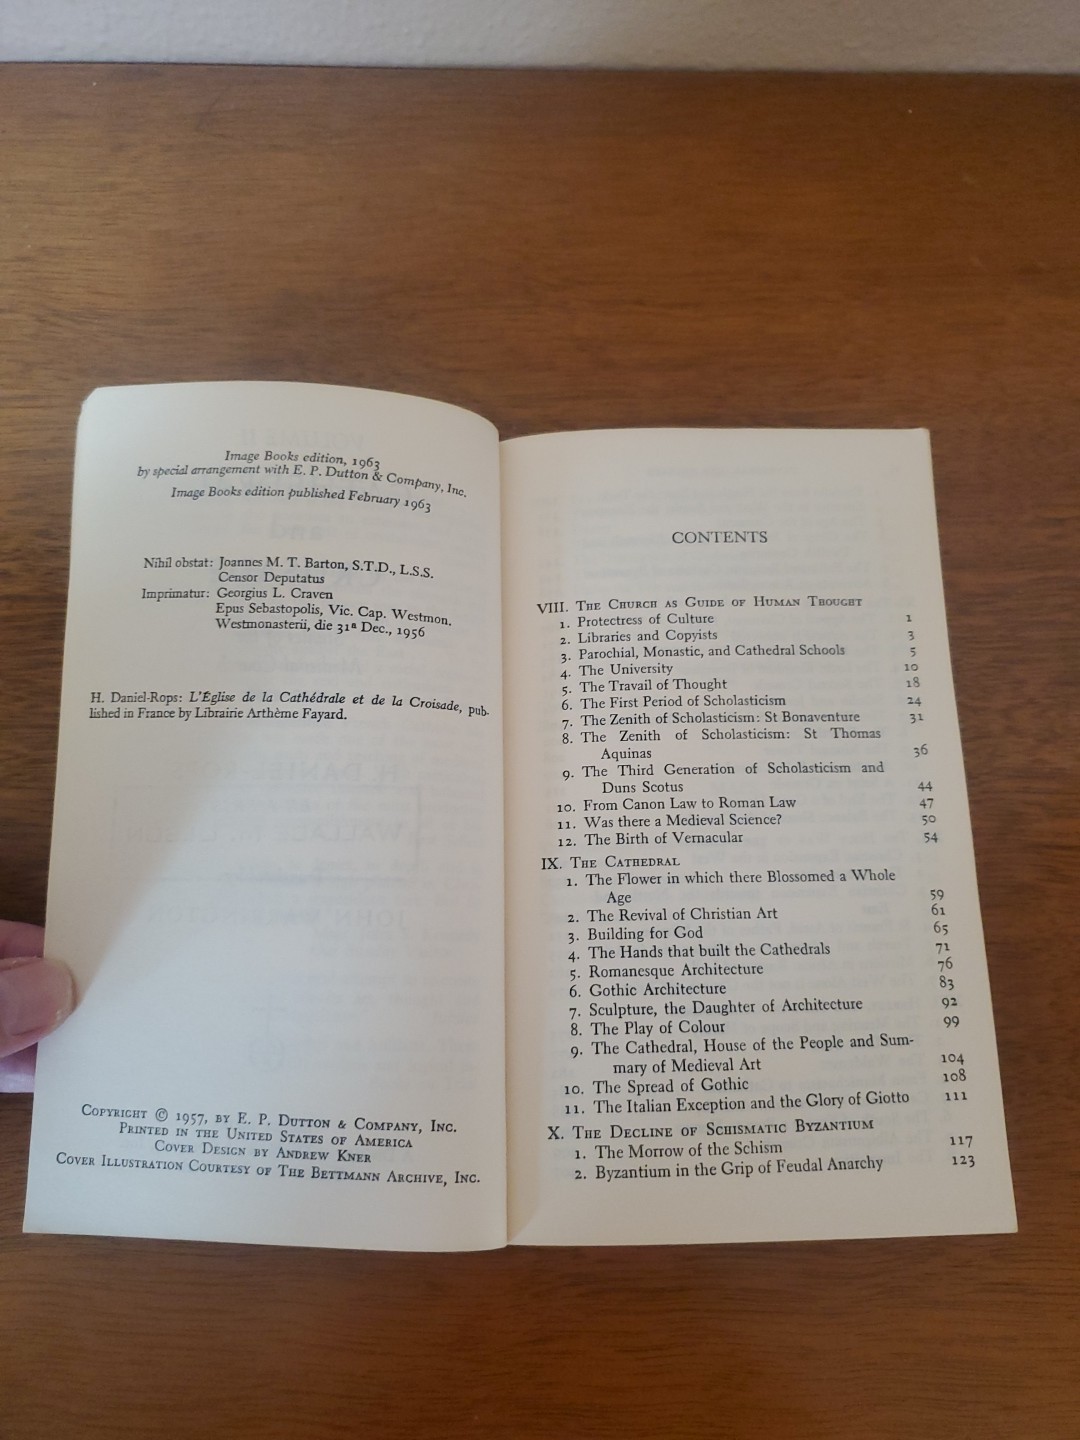 Image Books edition, 1963
by special arrangement with E. P. Dutton & Company, Inc.
Image Books edition published February 1963
Nihil obstat: Joannes M. T. Barton, S.T.D., L.S.S.
Censor Deputatus
Imprimatur: Georgius L. Craven
Epus Sebastopolis, Vic. Cap. Westmon.
Westmonasterii, die 31a Dec., 1956
H. Daniel-Rops: L'Église de la Cathédrale et de la Croisade, pub-
lished in France by Librairie Arthème Fayard.
COPYRIGHT © 1957, BY E. P. DUTTON & COMPANY, INC.
PRINTED IN THE UNITED STATES OF AMERICA
COVER DESIGN BY ANDREW KNER
COVER ILLUSTRATION COURTESY OF THE BETTMANN ARCHIVE, INC.
CONTENTS
VIII. THE CHURCH AS GUIDE OF HUMAN THOUGHT
1. Protectress of Culture 1
2. Libraries and Copyists 3
3. Parochial, Monastic, and Cathedral Schools 5
4. The University 10
5. The Travail of Thought 18
6. The First Period of Scholasticism 24
7. The Zenith of Scholasticism: St Bonaventure 31
8. The Zenith of Scholasticism: St Thomas
Aquinas 36
9. The Third Generation of Scholasticism and
Duns Scotus 44
10. From Canon Law to Roman Law 47
11. Was there a Medieval Science? 50
12. The Birth of Vernacular 54
IX. THE CATHEDRAL
1. The Flower in which there Blossomed a Whole
Age 59
2. The Revival of Christian Art 61
3. Building for God 65
4. The Hands that built the Cathedrals 71
5. Romanesque Architecture 76
6. Gothic Architecture 83
7. Sculpture, the Daughter of Architecture 92
8. The Play of Colour 99
9. The Cathedral, House of the People and Sum-
mary of Medieval Art 104
10. The Spread of Gothic 108
11. The Italian Exception and the Glory of Giotto 111
X. THE DECLINE OF SCHISMATIC BYZANTIUM
1. The Morrow of the Schism 117
2. Byzantium in the Grip of Feudal Anarchy 123